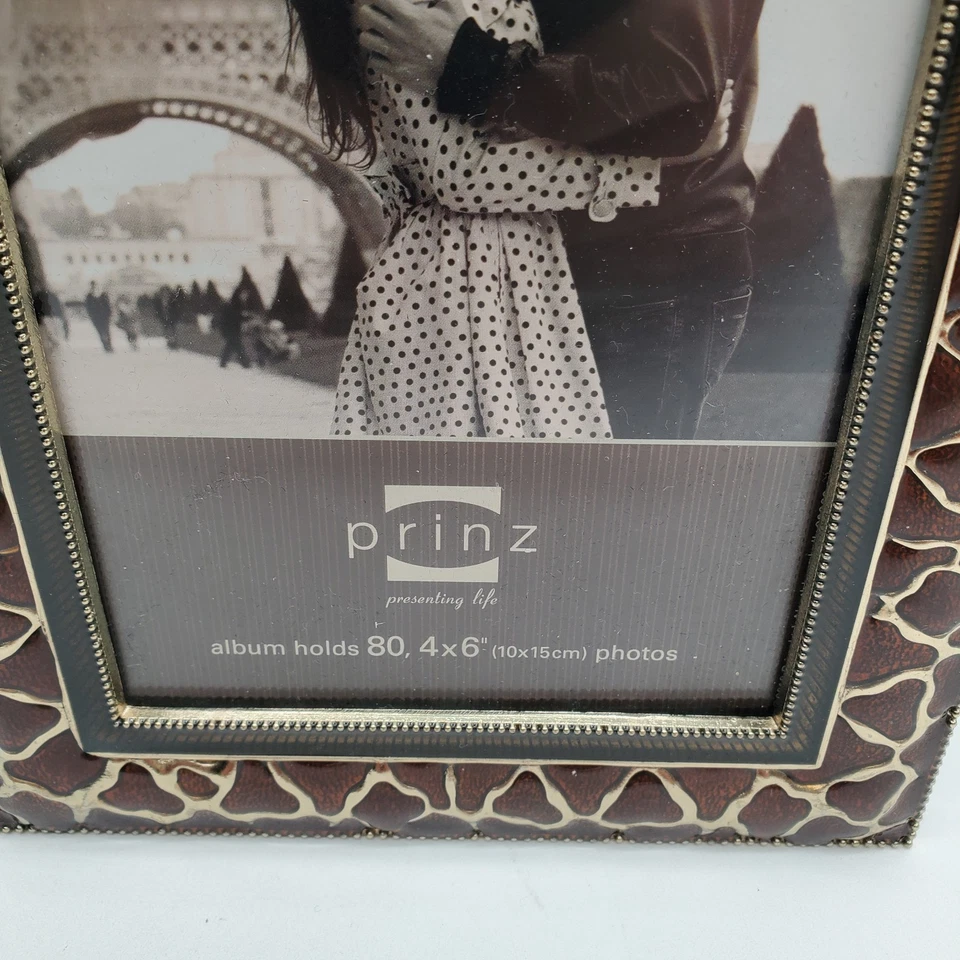 prinz
presenting life
album holds 80, 4x6" (10x15cm) photos